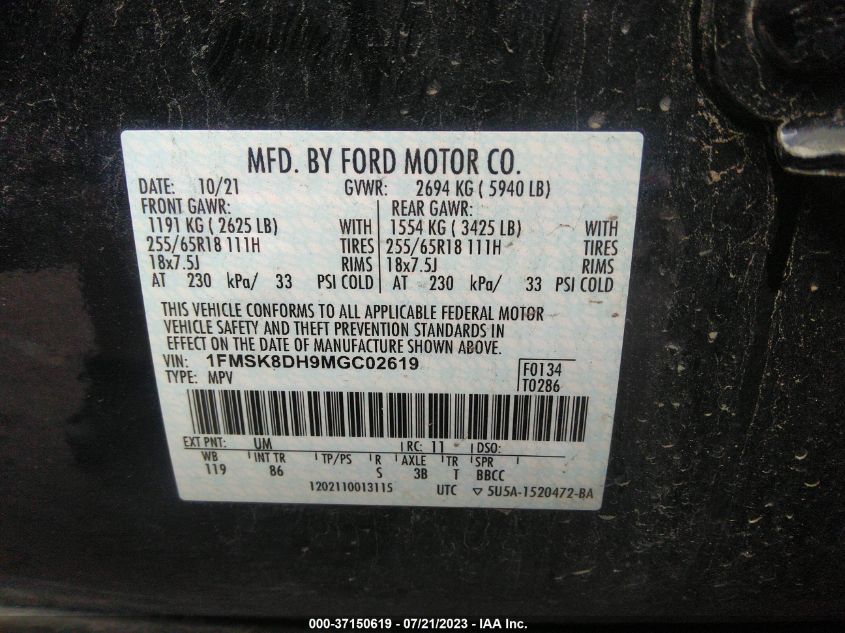 MFD. BY FORD MOTOR CO.
DATE: 10/21 GVWR: 2694 KG ( 5940 LB)
FRONT GAWR: REAR GAWR:
1191 KG ( 2625 LB) WITH 1554 KG ( 3425 LB) WITH
255/65R18 111H TIRES 255/65R18 111H TIRES
18x7.5J RIMS 18x7.5J RIMS
AT 230 kPa/ 33 PSI COLD AT 230 kPa/ 33 PSI COLD
THIS VEHICLE CONFORMS TO ALL APPLICABLE FEDERAL MOTOR
VEHICLE SAFETY AND THEFT PREVENTION STANDARDS IN
EFFECT ON THE DATE OF MANUFACTURE SHOWN ABOVE.
VIN: 1FMSK8DH9MGC02619 F0134
TYPE: MPV T0286
EXT PNT: UM RC: 11 DSO:
WB INT TR TP/PS R AXLE TR SPR
119 86 S 3B T BBCC
1202110013115 UTC ▽ 5U5A-1520472-BA
000-37150619 - 07/21/2023 - IAA Inc.